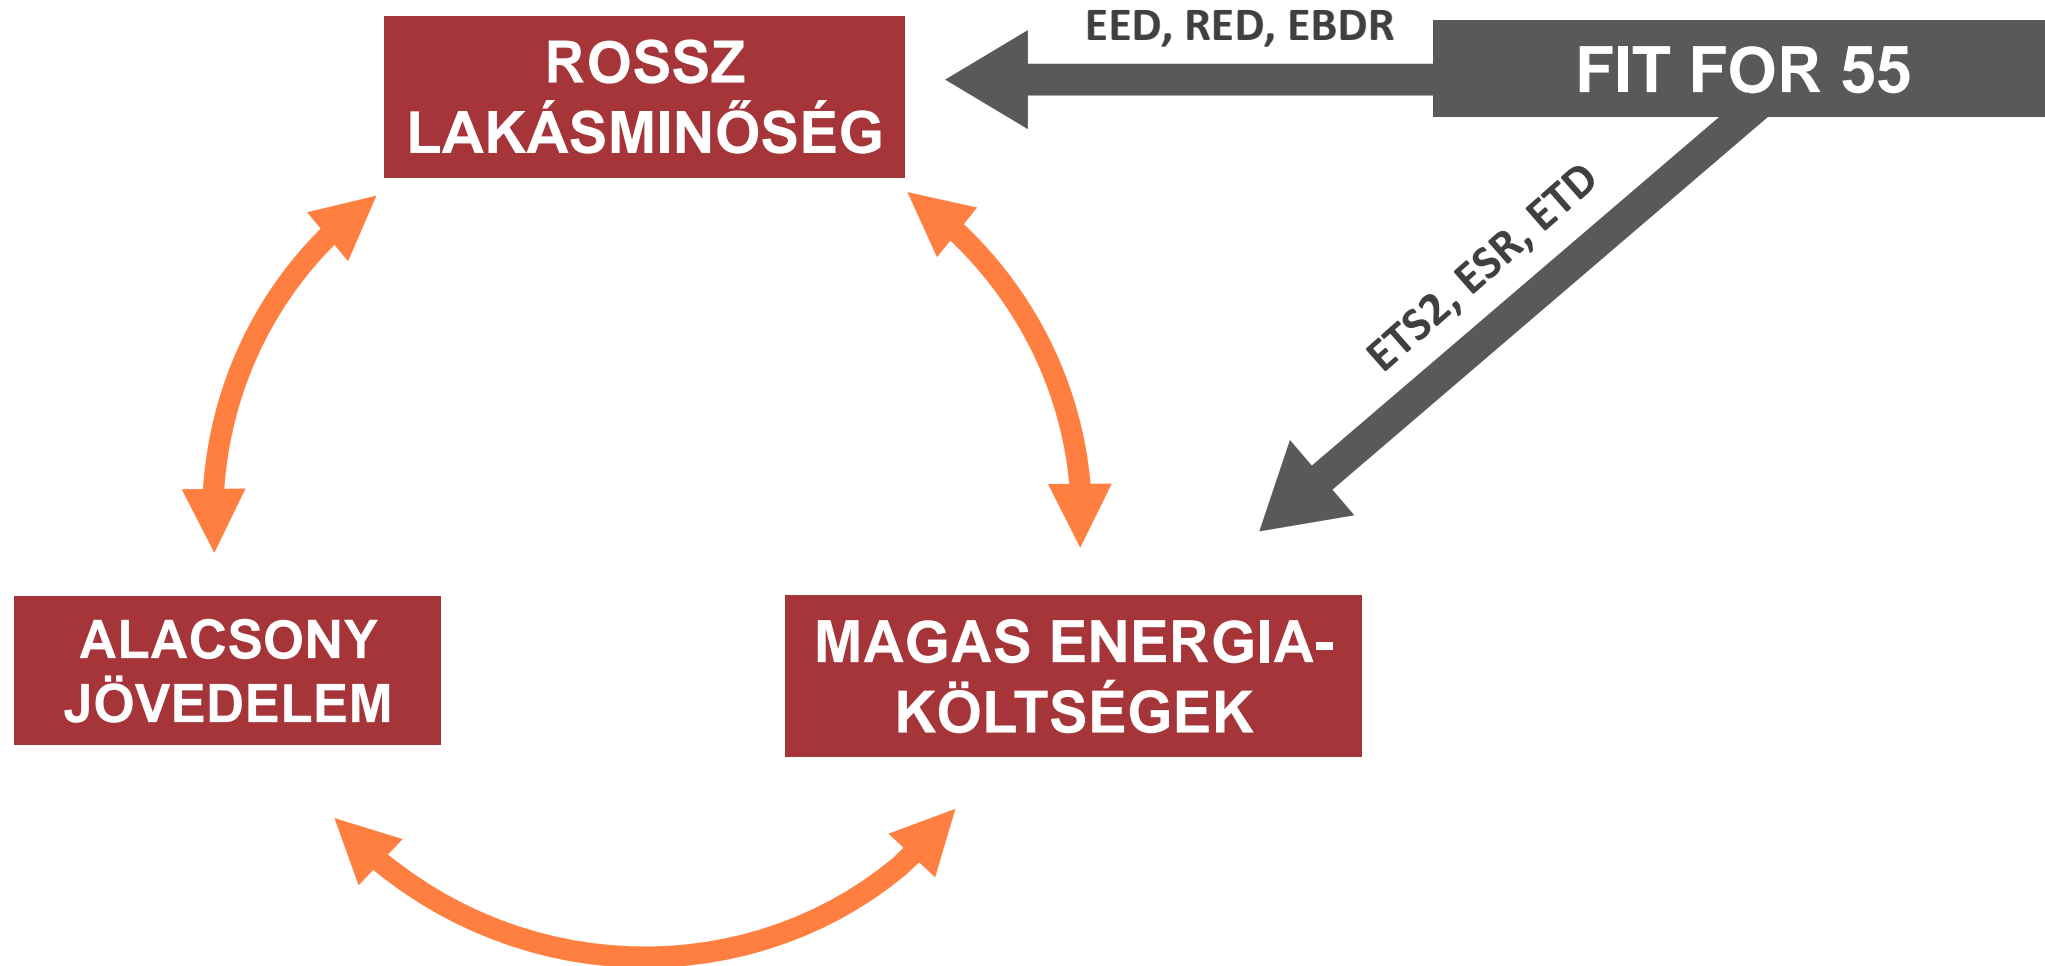 ROSSZ
LAKÁSMINŐSÉG
EED, RED, EBDR
FIT FOR 55
ETS2, ESR, ETD
ALACSONY
JÖVEDELEM
MAGAS ENERGIA-
KÖLTSÉGEK